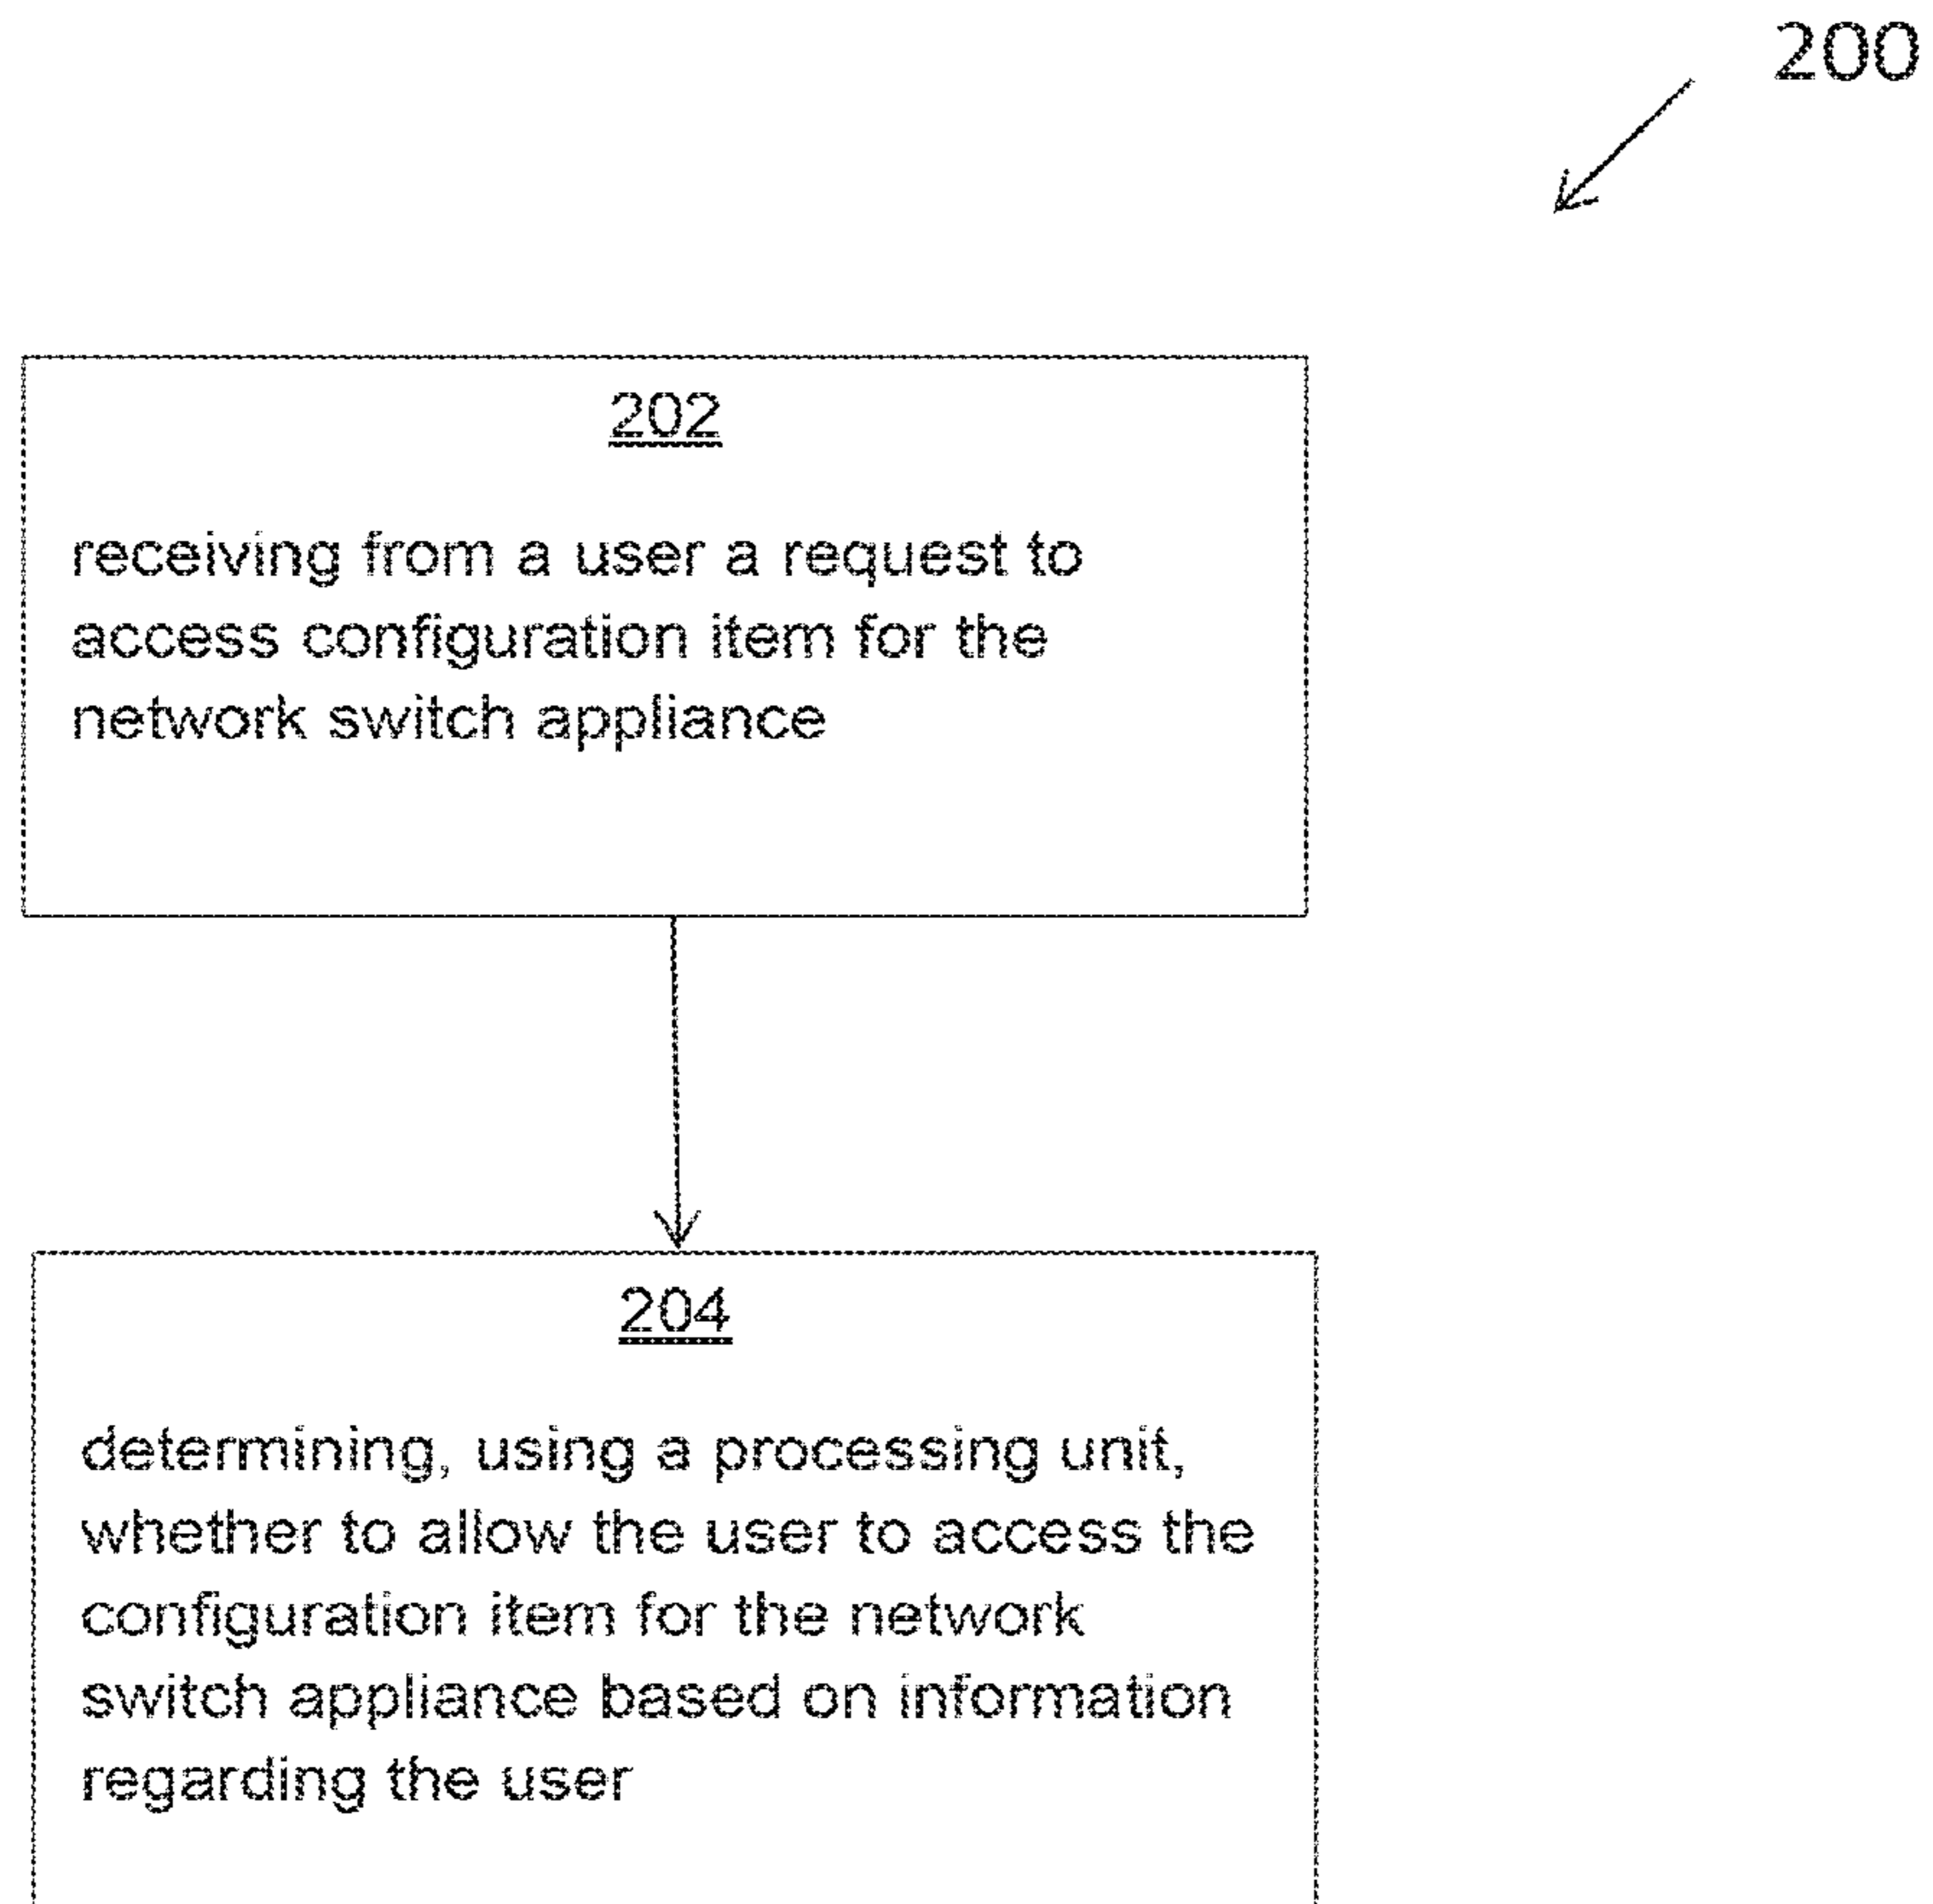 200
202
receiving from a user a request to
access configuration item for the
network switch appliance
204
determining, using a processing unit,
whether to allow the user to access the
configuration item for the network
switch appliance based on information
regarding the user